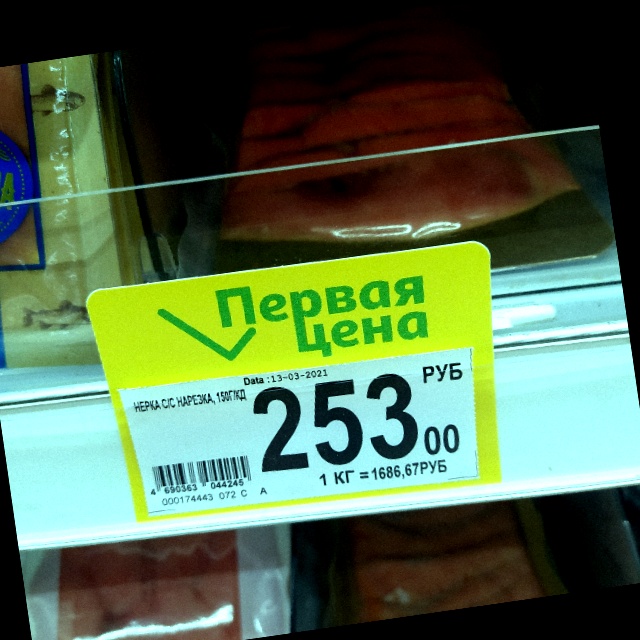 Первая
Цена
Data :13-03-2021
НЕРКА С/С НАРЕЗКА, 150Г/КД
253 00 РУБ
1 КГ =1686,67РУБ
4 690363 044245
000174443 072 С А